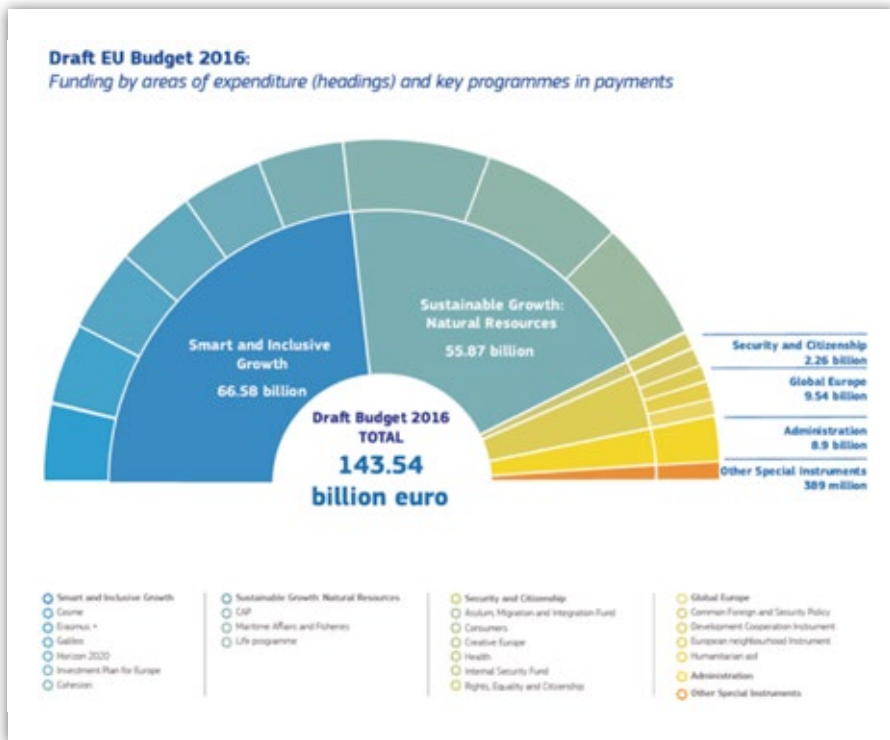 Draft EU Budget 2016:
Funding by areas of expenditure (headings) and key programmes in payments
Smart and Inclusive
Growth
66.58 billion
Sustainable Growth:
Natural Resources
55.87 billion
Draft Budget 2016
TOTAL
143.54
billion euro
Security and Citizenship
2.26 billion
Global Europe
9.54 billion
Administration
8.9 billion
Other Special Instruments
389 million
Smart and Inclusive Growth
Cosme
Erasmus +
Galileo
Horizon 2020
Investment Plan for Europe
Cohesion
Sustainable Growth: Natural Resources
CAP
Maritime Affairs and Fisheries
Life programme
Security and Citizenship
Asylum, Migration and Integration Fund
Consumers
Creative Europe
Health
Internal Security Fund
Rights, Equality and Citizenship
Global Europe
Common Foreign and Security Policy
Development Cooperation Instrument
European neighbourhood Instrument
Humanitarian aid
Administration
Other Special Instruments